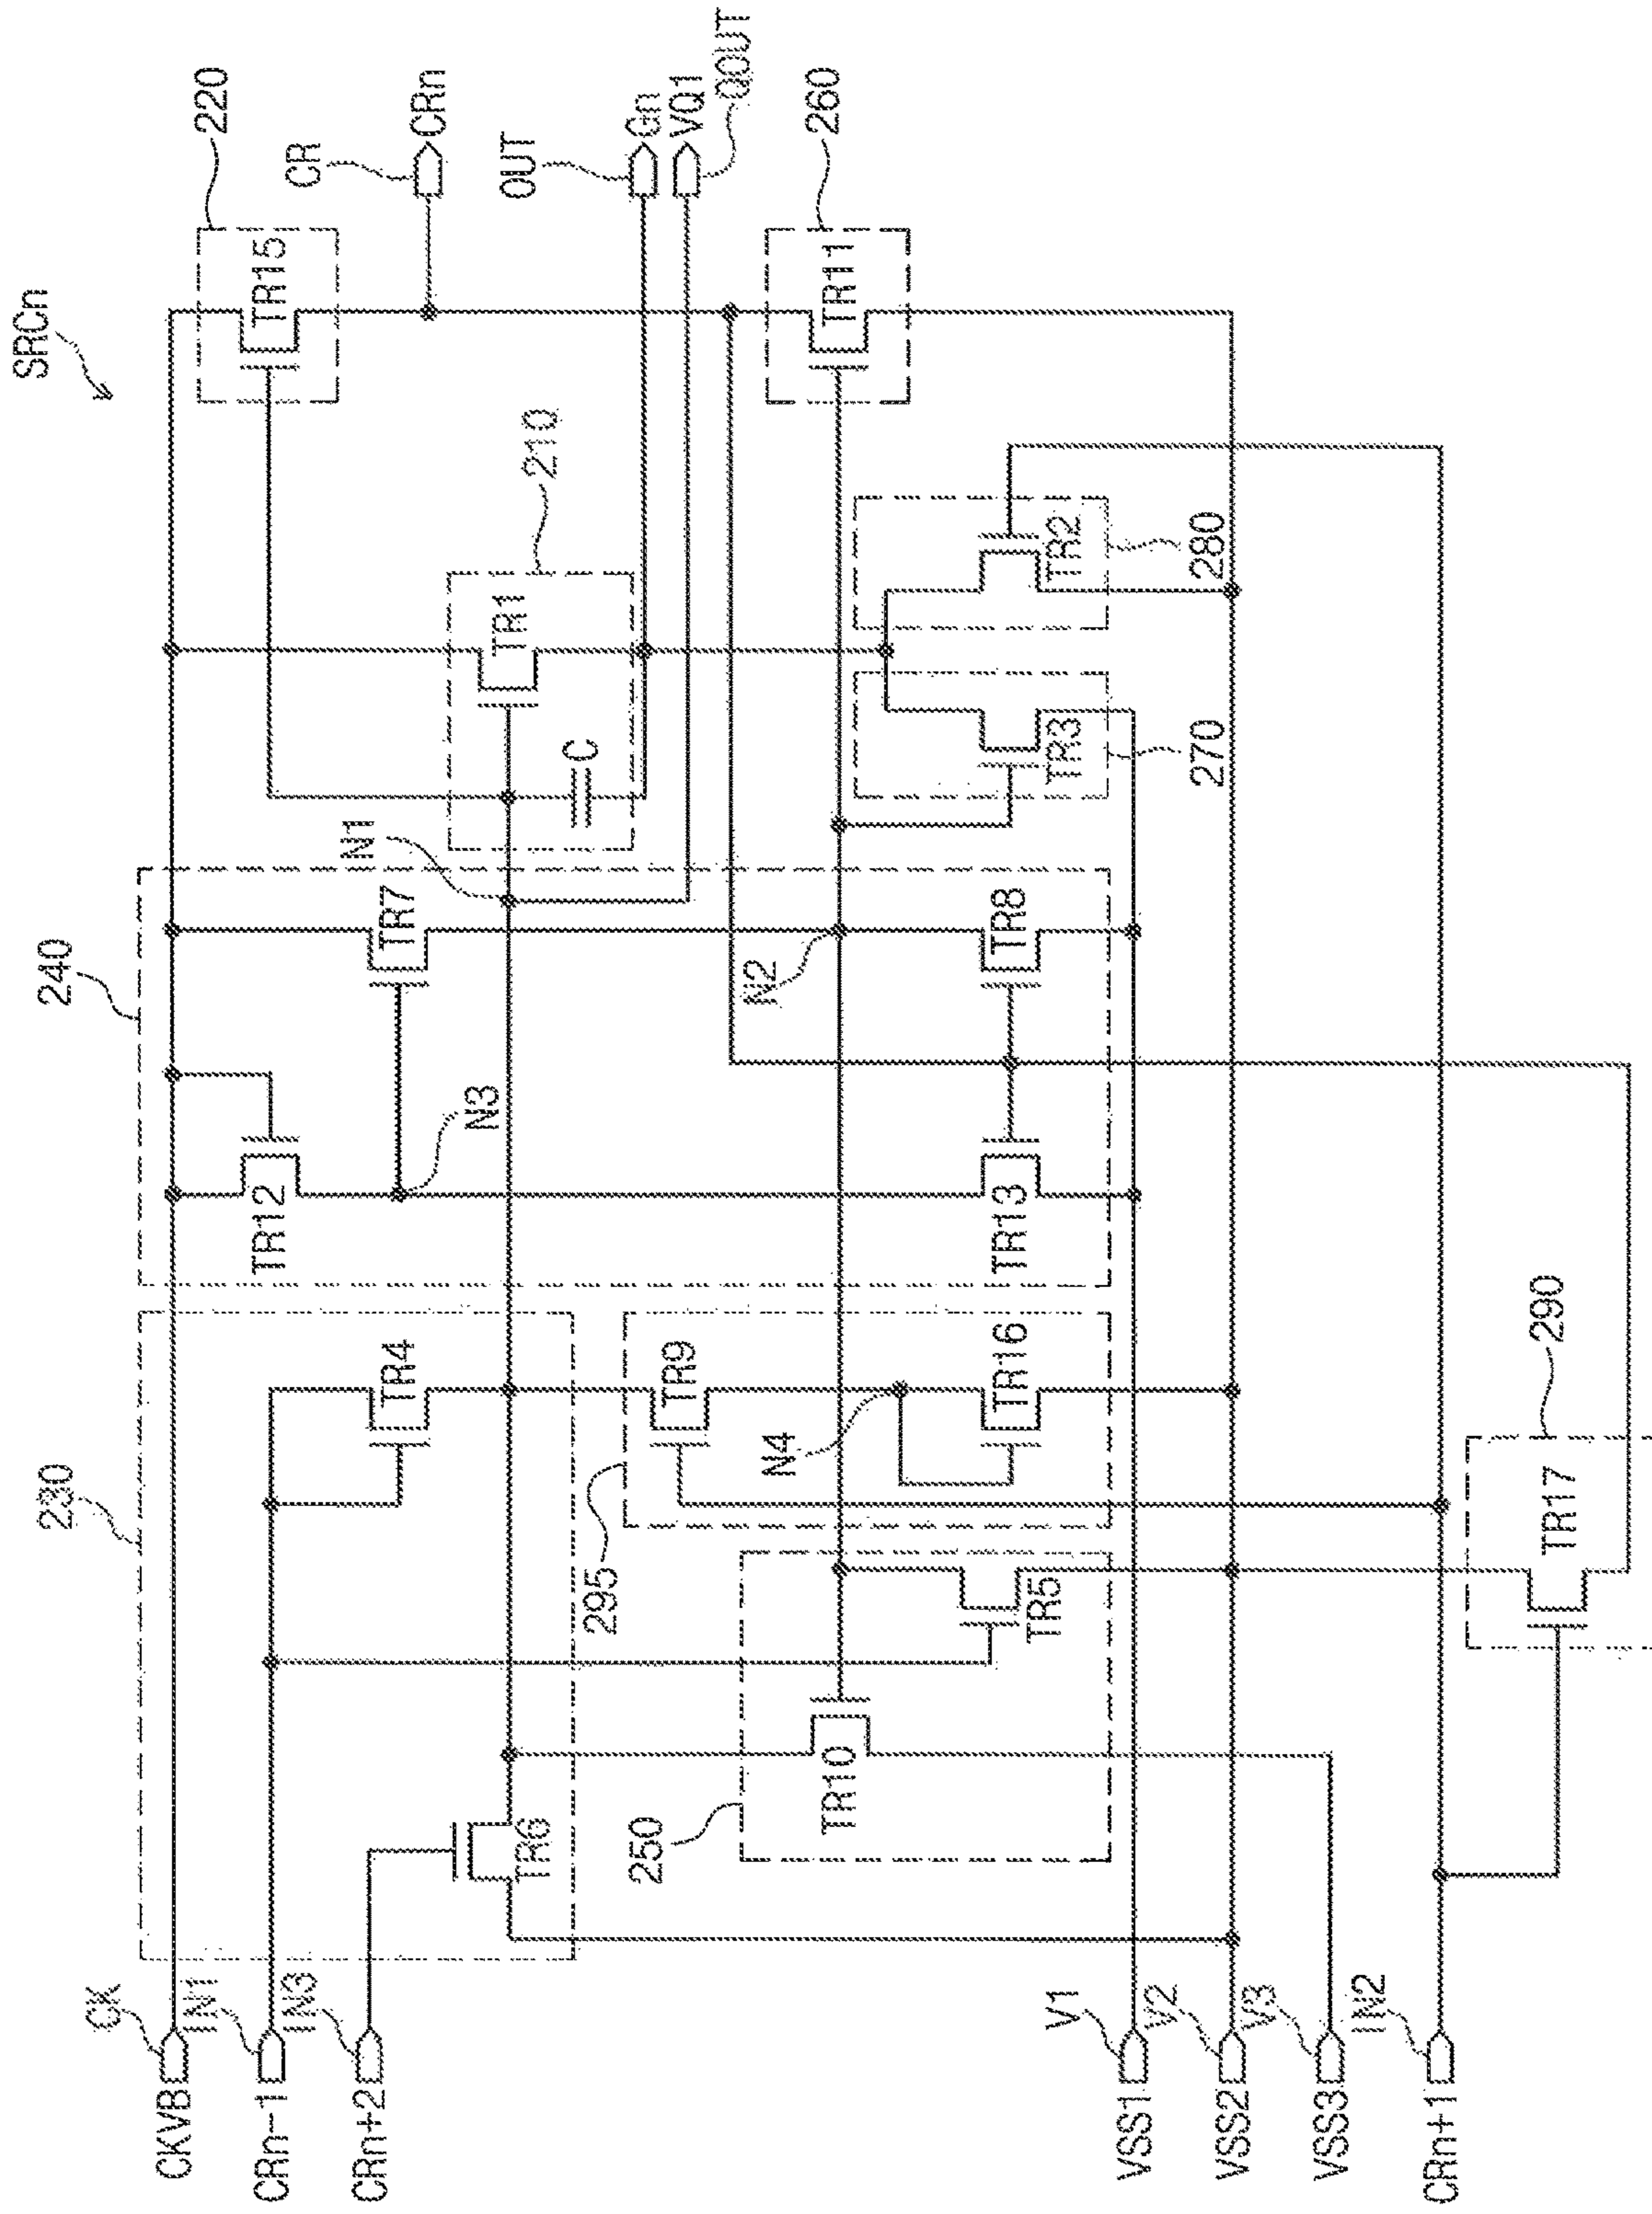 SRCn
220
CR
CRn
OUT
Gn
VQ1
QOUT
260
TR15
TR11
210
TR1
C
TR2
280
TR3
270
N1
240
TR7
N2
TR8
N3
TR12
TR13
230
TR4
TR9
TR16
N4
290
295
TR17
TR5
TR10
250
TR6
CK
CKVB
IN1
CRn-1
IN3
CRn+2
V1
VSS1
V2
VSS2
V3
VSS3
IN2
CRn+1